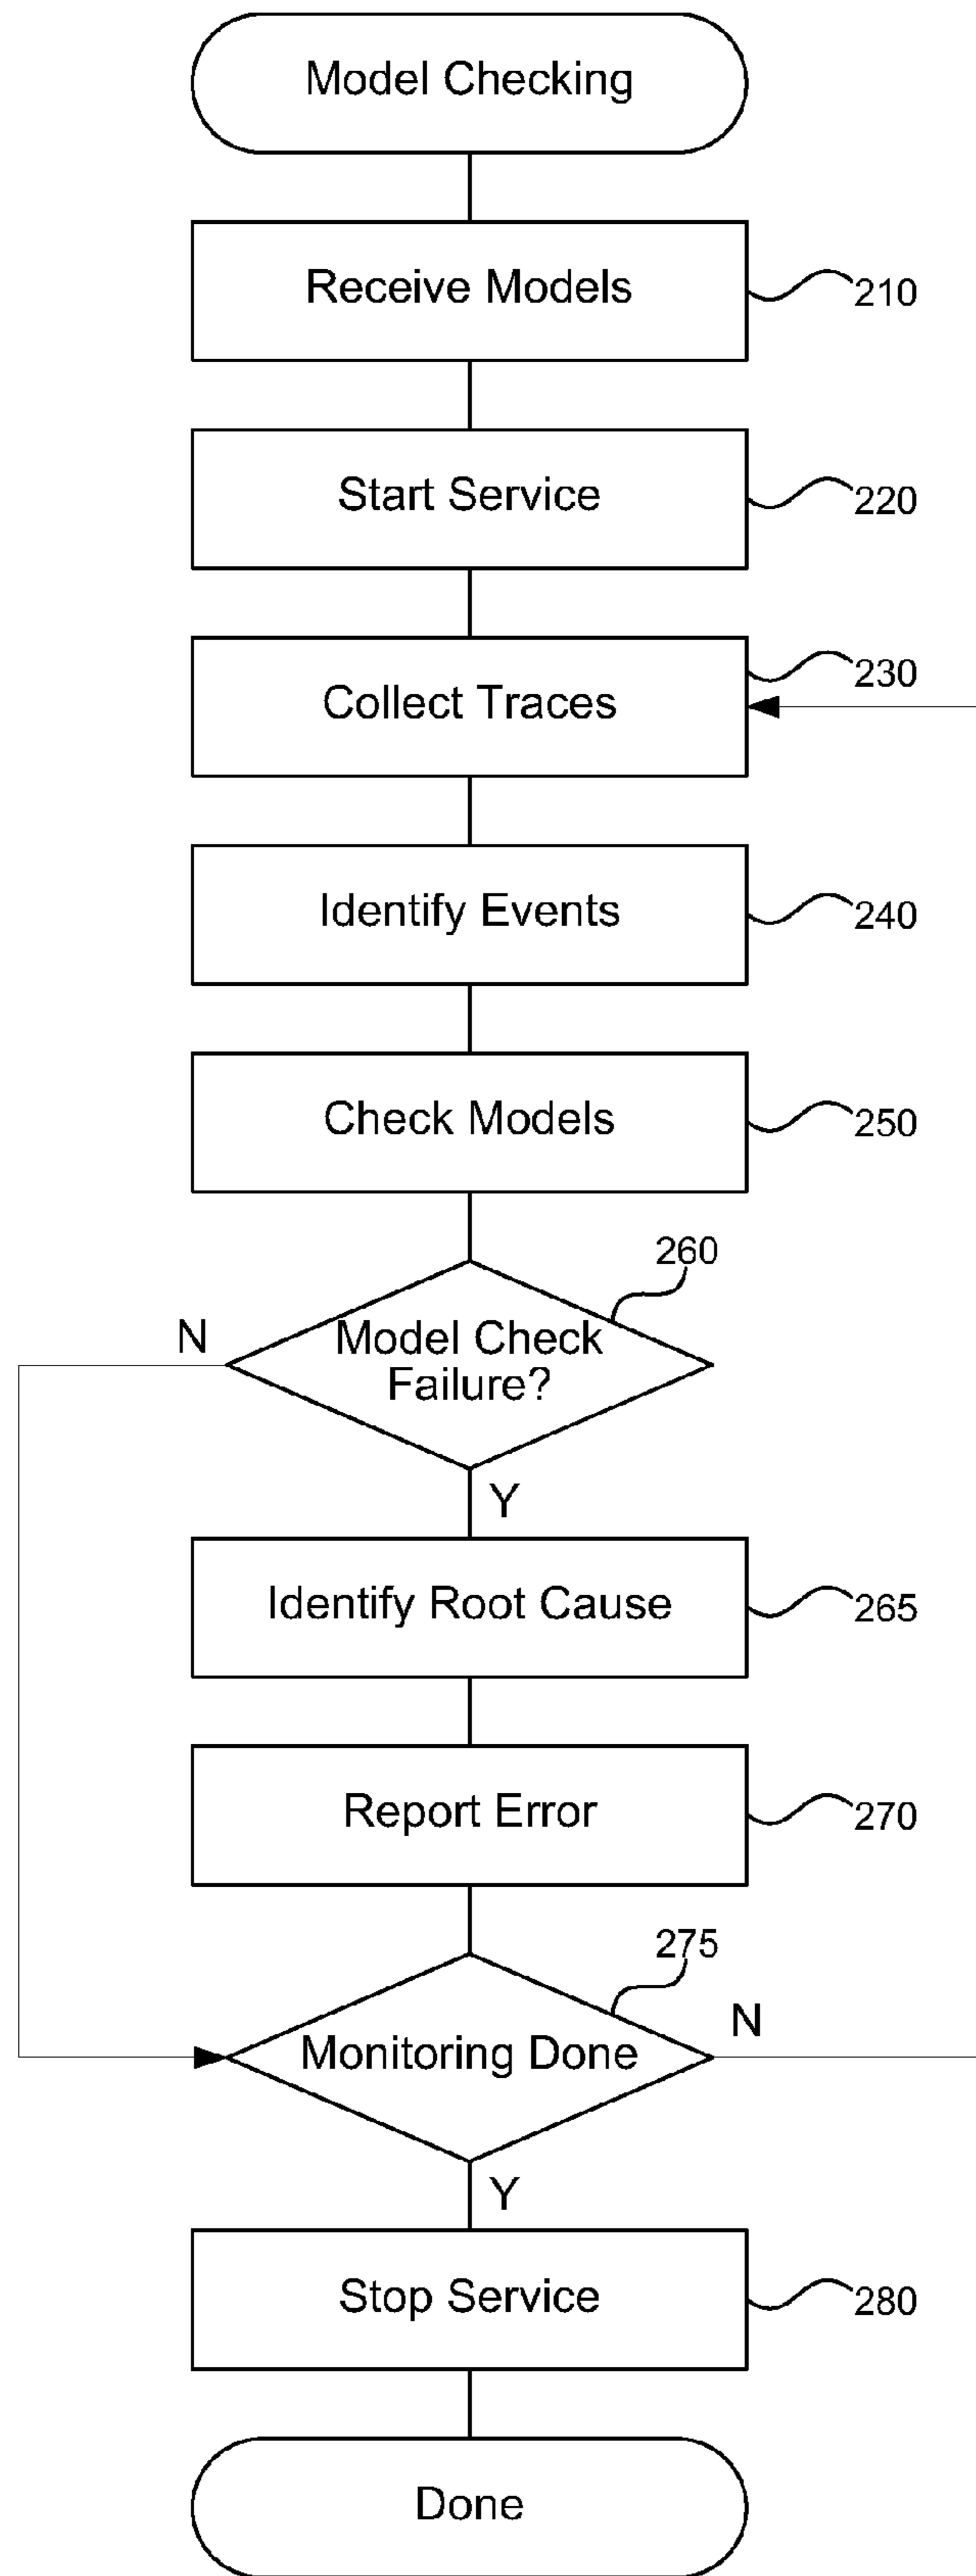 Model Checking
Receive Models
210
Start Service
220
Collect Traces
230
Identify Events
240
Check Models
250
260
N
Model Check
Failure?
Y
Identify Root Cause
265
Report Error
270
275
Monitoring Done
N
Y
Stop Service
280
Done